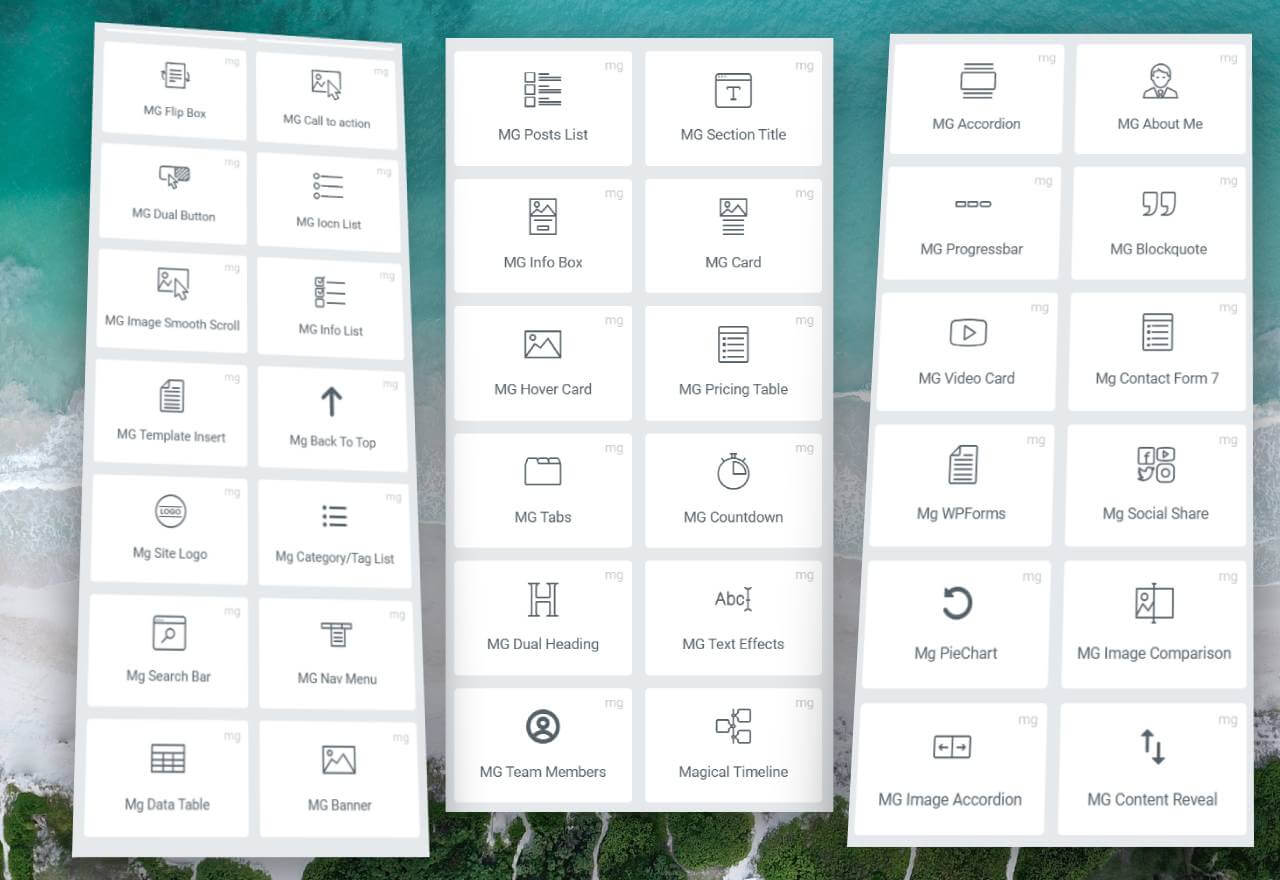 mg
MG Flip Box
mg
MG Call to action
mg
MG Dual Button
mg
MG Iocn List
mg
MG Image Smooth Scroll
mg
MG Info List
mg
MG Template Insert
mg
Mg Back To Top
mg
LOGO
Mg Site Logo
mg
Mg Category/Tag List
mg
Mg Search Bar
mg
MG Nav Menu
mg
Mg Data Table
mg
MG Banner
mg
MG Posts List
mg
T
MG Section Title
mg
MG Info Box
mg
MG Card
mg
MG Hover Card
mg
MG Pricing Table
mg
MG Tabs
mg
MG Countdown
mg
H
MG Dual Heading
mg
Abc
MG Text Effects
mg
MG Team Members
mg
Magical Timeline
mg
MG Accordion
mg
MG About Me
mg
MG Progressbar
mg
MG Blockquote
mg
MG Video Card
mg
Mg Contact Form 7
mg
Mg WPForms
mg
Mg Social Share
mg
Mg PieChart
mg
MG Image Comparison
mg
MG Image Accordion
mg
MG Content Reveal